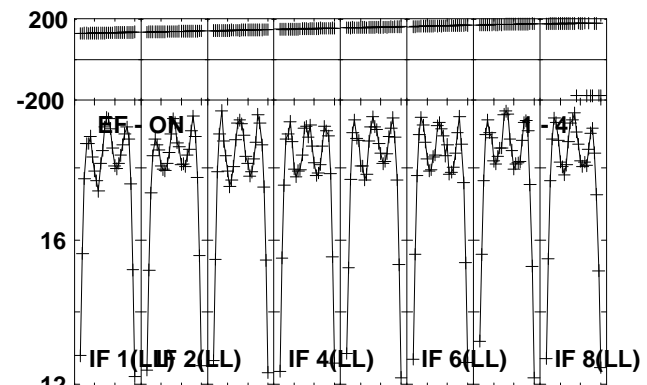 200
-200
EF - ON
1 - 4
16
12
IF 1(LL)
IF 2(LL)
IF 4(LL)
IF 6(LL)
IF 8(LL)